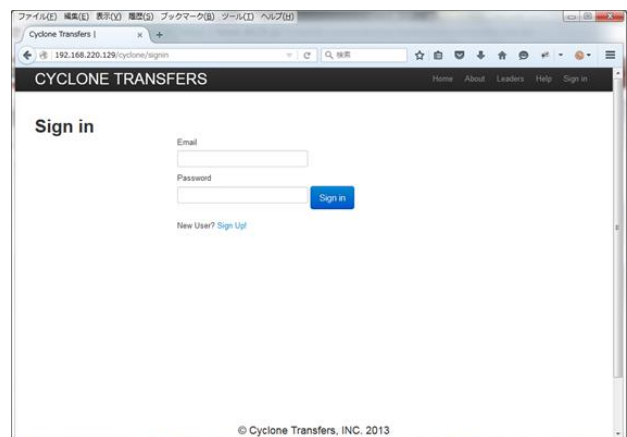 ファイル(F) 編集(E) 表示(V) 履歴(S) ブックマーク(B) ツール(T) ヘルプ(H)
Cyclone Transfers | × +
192.168.220.129/cyclone/signin 検索
CYCLONE TRANSFERS Home About Leaders Help Sign in
Sign in
Email
Password
Sign in
New User? Sign Up!
© Cyclone Transfers, INC. 2013